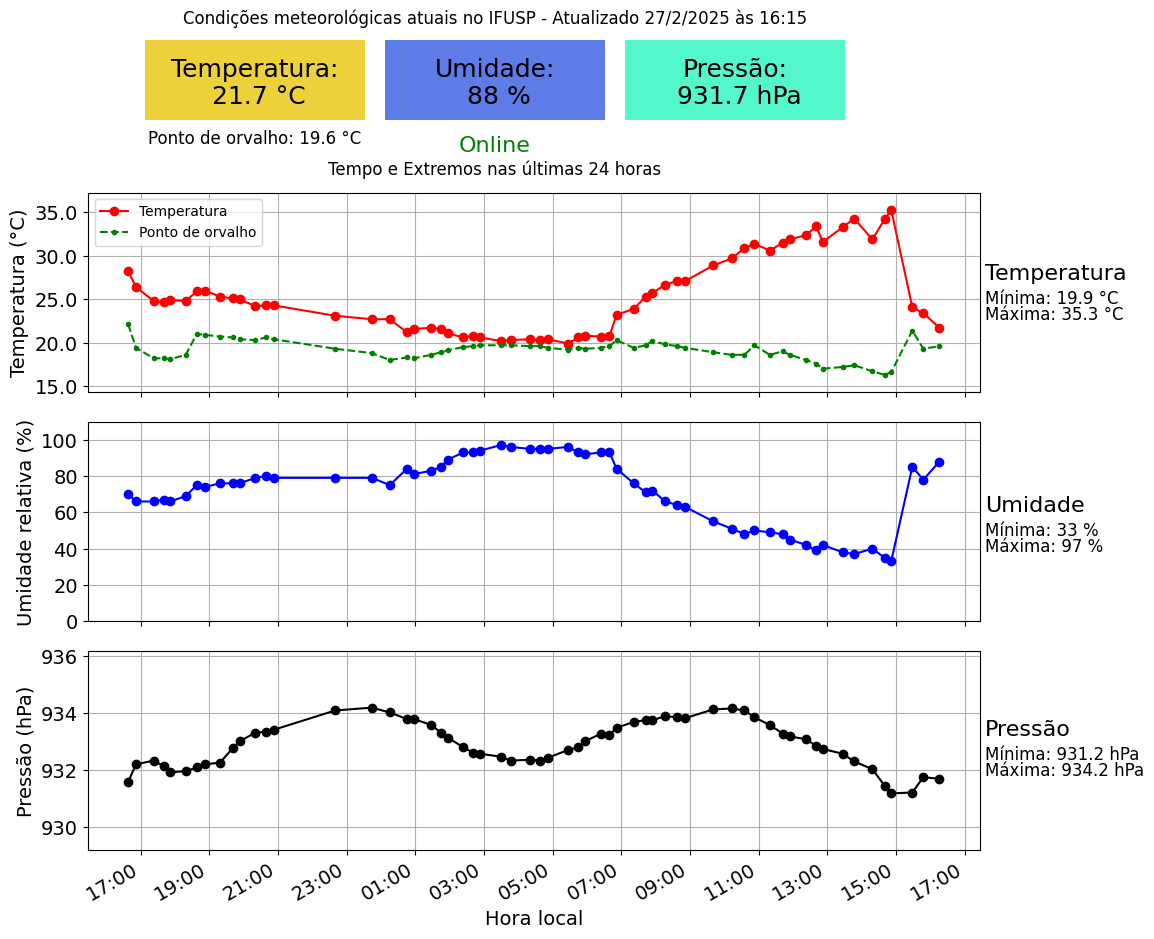 Condições meteorológicas atuais no IFUSP - Atualizado 27/2/2025 às 16:15
Temperatura:
21.7 °C
Umidade:
88 %
Pressão:
931.7 hPa
Ponto de orvalho: 19.6 °C
Online
Tempo e Extremos nas últimas 24 horas
Temperatura (°C)
35.0
30.0
25.0
20.0
15.0
Temperatura
Ponto de orvalho
Temperatura
Mínima: 19.9 °C
Máxima: 35.3 °C
Umidade relativa (%)
100
80
60
40
20
0
Umidade
Mínima: 33 %
Máxima: 97 %
Pressão (hPa)
936
934
932
930
Pressão
Mínima: 931.2 hPa
Máxima: 934.2 hPa
17:00 19:00 21:00 23:00 01:00 03:00 05:00 07:00 09:00 11:00 13:00 15:00 17:00
Hora local